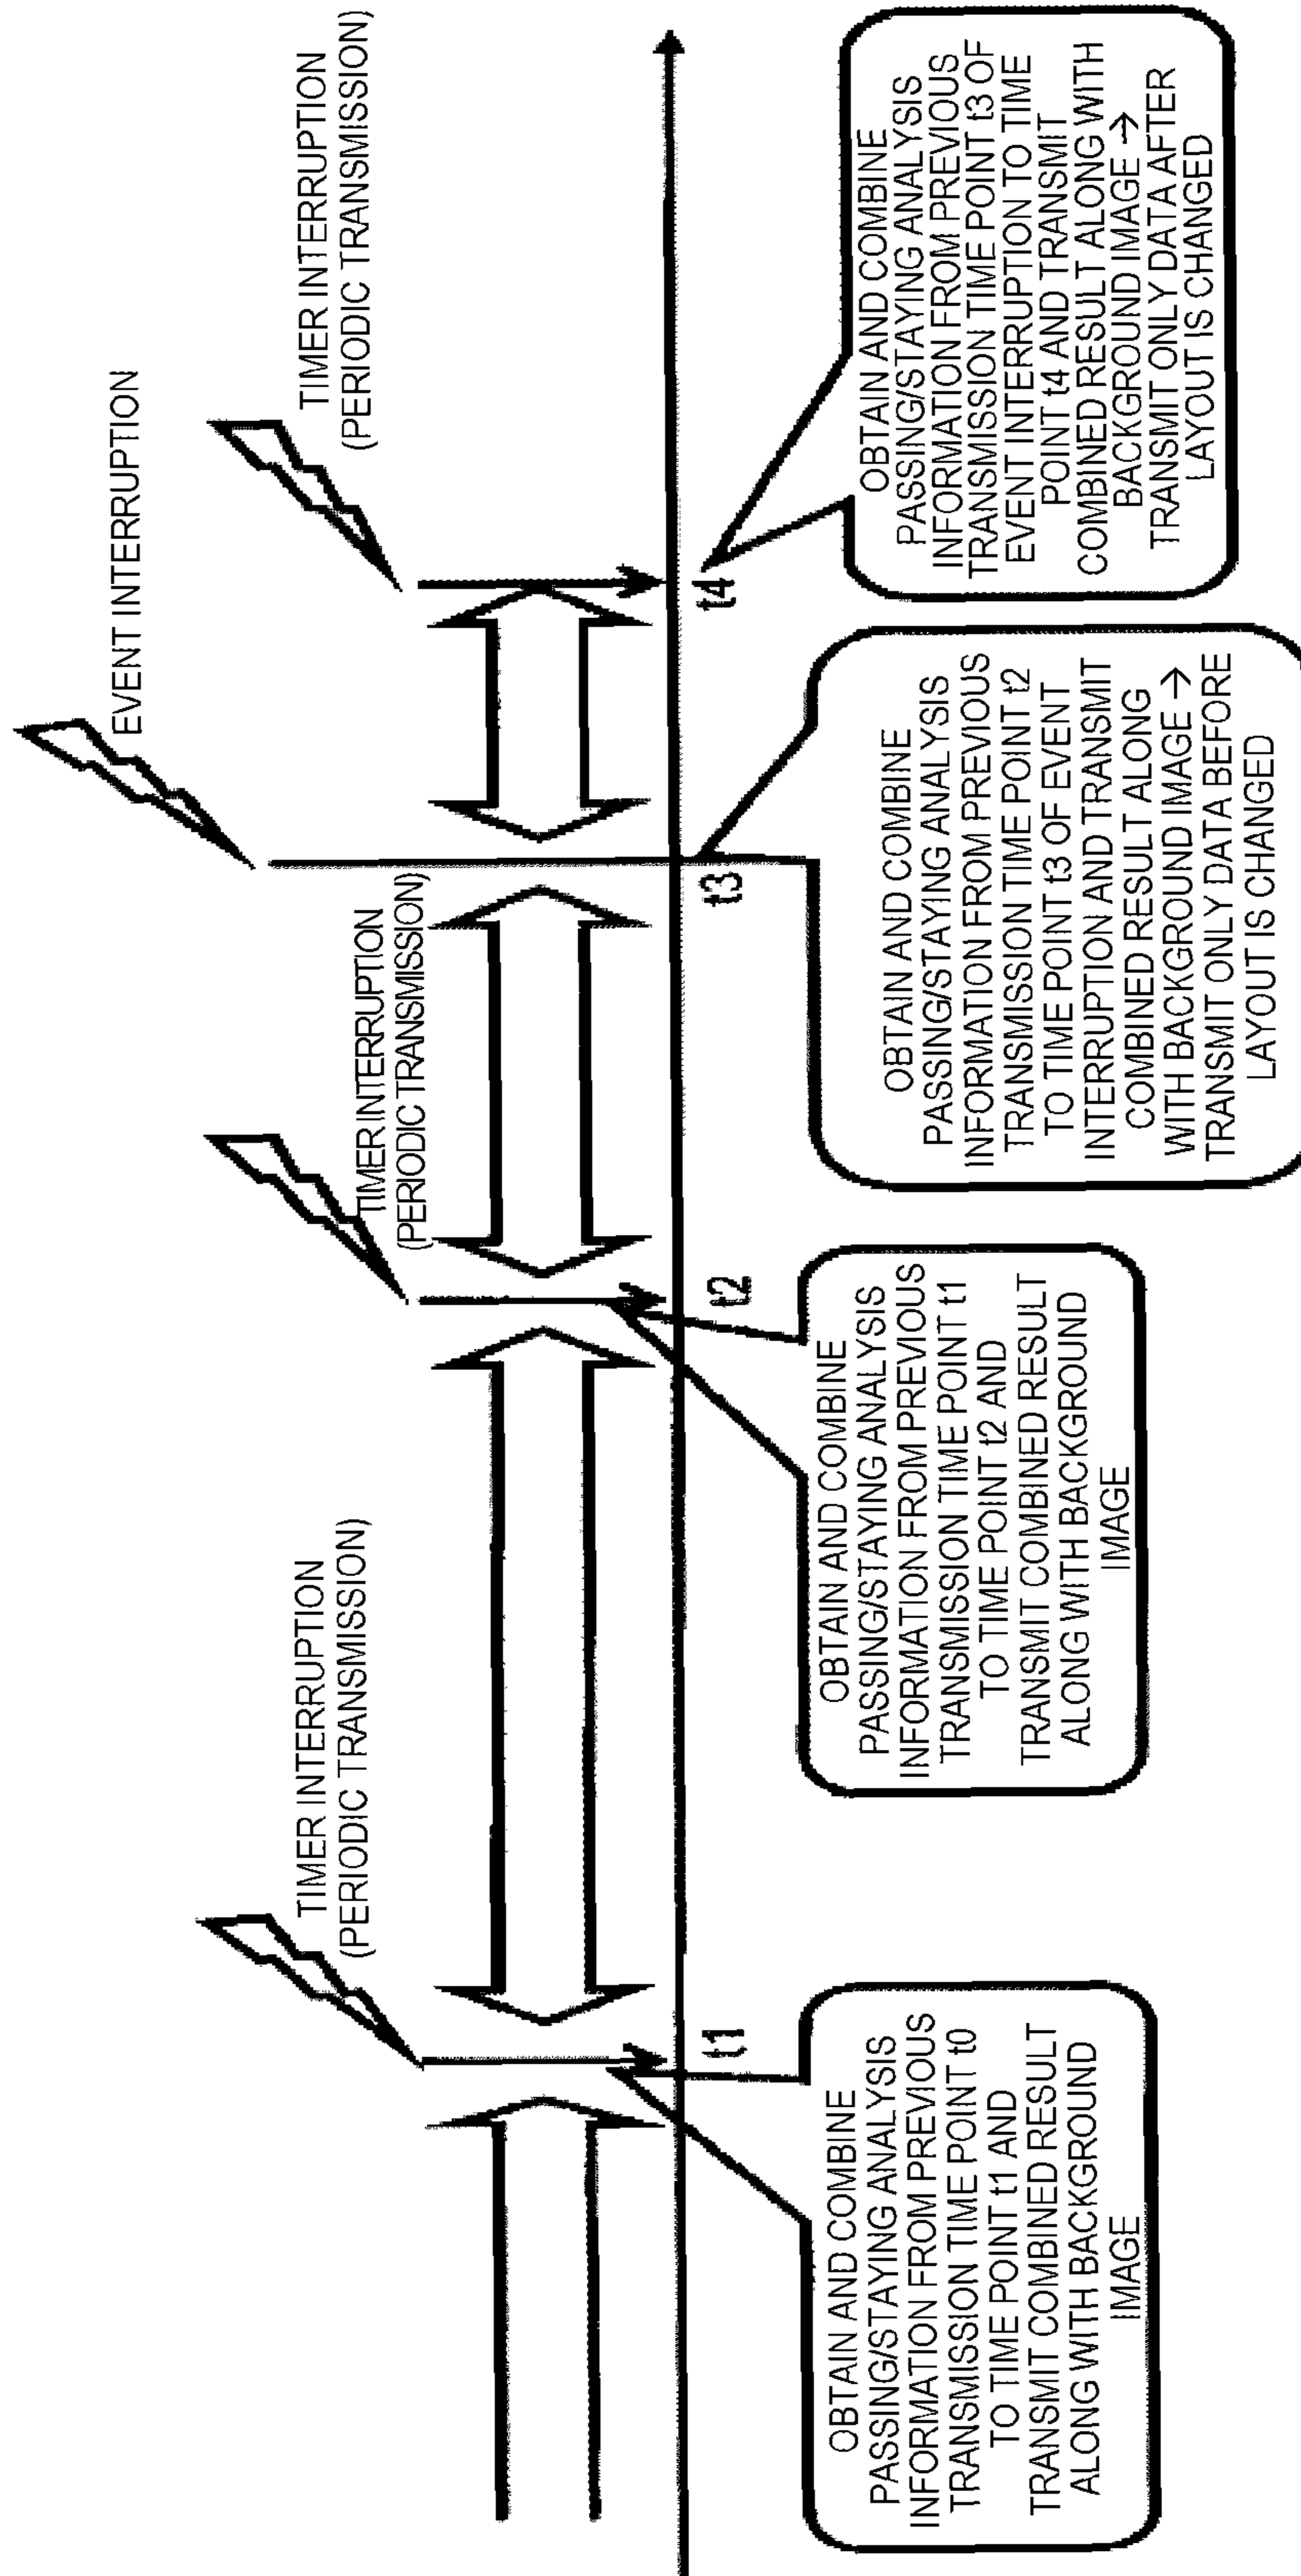 TIMER INTERRUPTION
(PERIODIC TRANSMISSION)
TIMER INTERRUPTION
(PERIODIC TRANSMISSION)
EVENT INTERRUPTION
TIMER INTERRUPTION
(PERIODIC TRANSMISSION)
t1
t2
t3
t4
OBTAIN AND COMBINE
PASSING/STAYING ANALYSIS
INFORMATION FROM PREVIOUS
TRANSMISSION TIME POINT t0
TO TIME POINT t1 AND
TRANSMIT COMBINED RESULT
ALONG WITH BACKGROUND
IMAGE
OBTAIN AND COMBINE
PASSING/STAYING ANALYSIS
INFORMATION FROM PREVIOUS
TRANSMISSION TIME POINT t1
TO TIME POINT t2 AND
TRANSMIT COMBINED RESULT
ALONG WITH BACKGROUND
IMAGE
OBTAIN AND COMBINE
PASSING/STAYING ANALYSIS
INFORMATION FROM PREVIOUS
TRANSMISSION TIME POINT t2
TO TIME POINT t3 OF EVENT
INTERRUPTION AND TRANSMIT
COMBINED RESULT ALONG
WITH BACKGROUND IMAGE →
TRANSMIT ONLY DATA BEFORE
LAYOUT IS CHANGED
OBTAIN AND COMBINE
PASSING/STAYING ANALYSIS
INFORMATION FROM PREVIOUS
TRANSMISSION TIME POINT t3 OF
EVENT INTERRUPTION TO TIME
POINT t4 AND TRANSMIT
COMBINED RESULT ALONG WITH
BACKGROUND IMAGE →
TRANSMIT ONLY DATA AFTER
LAYOUT IS CHANGED